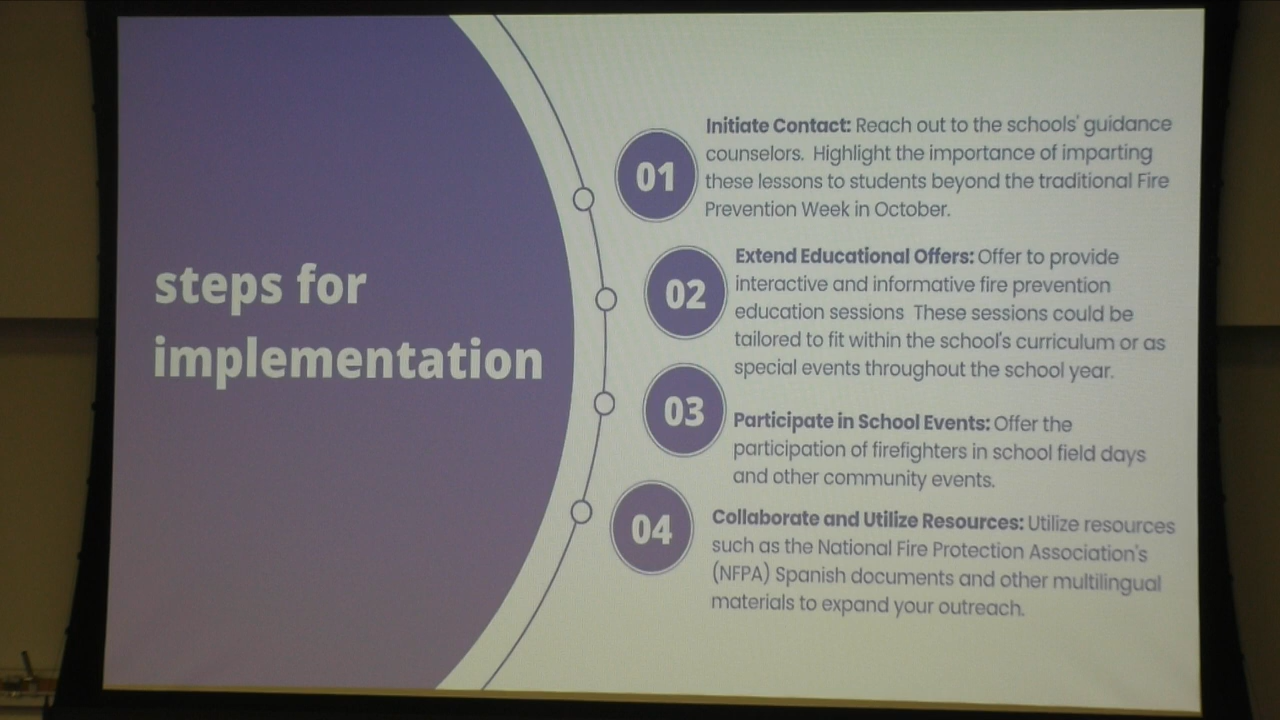 steps for
implementation
01
Initiate Contact: Reach out to the schools' guidance
counselors. Highlight the importance of imparting
these lessons to students beyond the traditional Fire
Prevention Week in October.
02
Extend Educational Offers: Offer to provide
interactive and informative fire prevention
education sessions These sessions could be
tailored to fit within the school's curriculum or as
special events throughout the school year.
03
Participate in School Events: Offer the
participation of firefighters in school field days
and other community events.
04
Collaborate and Utilize Resources: Utilize resources
such as the National Fire Protection Association's
(NFPA) Spanish documents and other multilingual
materials to expand your outreach.